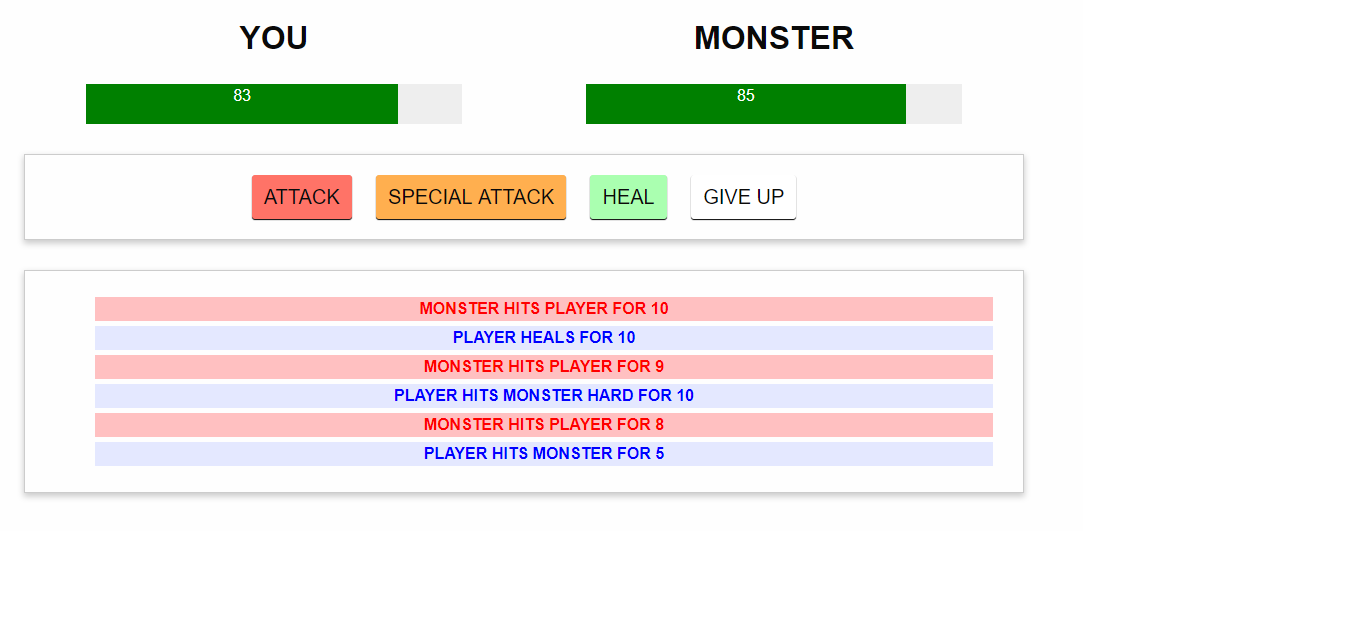 YOU MONSTER
83 85
ATTACK SPECIAL ATTACK HEAL GIVE UP
MONSTER HITS PLAYER FOR 10
PLAYER HEALS FOR 10
MONSTER HITS PLAYER FOR 9
PLAYER HITS MONSTER HARD FOR 10
MONSTER HITS PLAYER FOR 8
PLAYER HITS MONSTER FOR 5